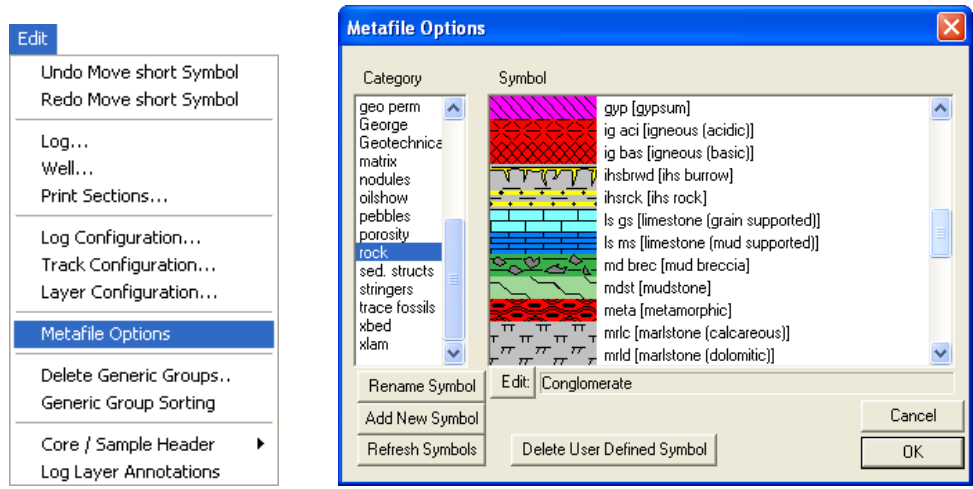 Edit
Undo Move short Symbol
Redo Move short Symbol
Log...
Well...
Print Sections...
Log Configuration...
Track Configuration...
Layer Configuration...
Metafile Options
Delete Generic Groups..
Generic Group Sorting
Core / Sample Header
Log Layer Annotations
Metafile Options
Category
Symbol
geo perm
George
Geotechnica
matrix
nodules
oilshow
pebbles
porosity
rock
sed. structs
stringers
trace fossils
xbed
xlam
gyp [gypsum]
ig aci [igneous (acidic)]
ig bas [igneous (basic)]
ihsbrwd [ihs burrow]
ihsrck [ihs rock]
ls gs [limestone (grain supported)]
ls ms [limestone (mud supported)]
md brec [mud breccia]
mdst [mudstone]
meta [metamorphic]
mrlc [marlstone (calcareous)]
mrld [marlstone (dolomitic)]
Rename Symbol
Edit:
Conglomerate
Add New Symbol
Cancel
Refresh Symbols
Delete User Defined Symbol
OK